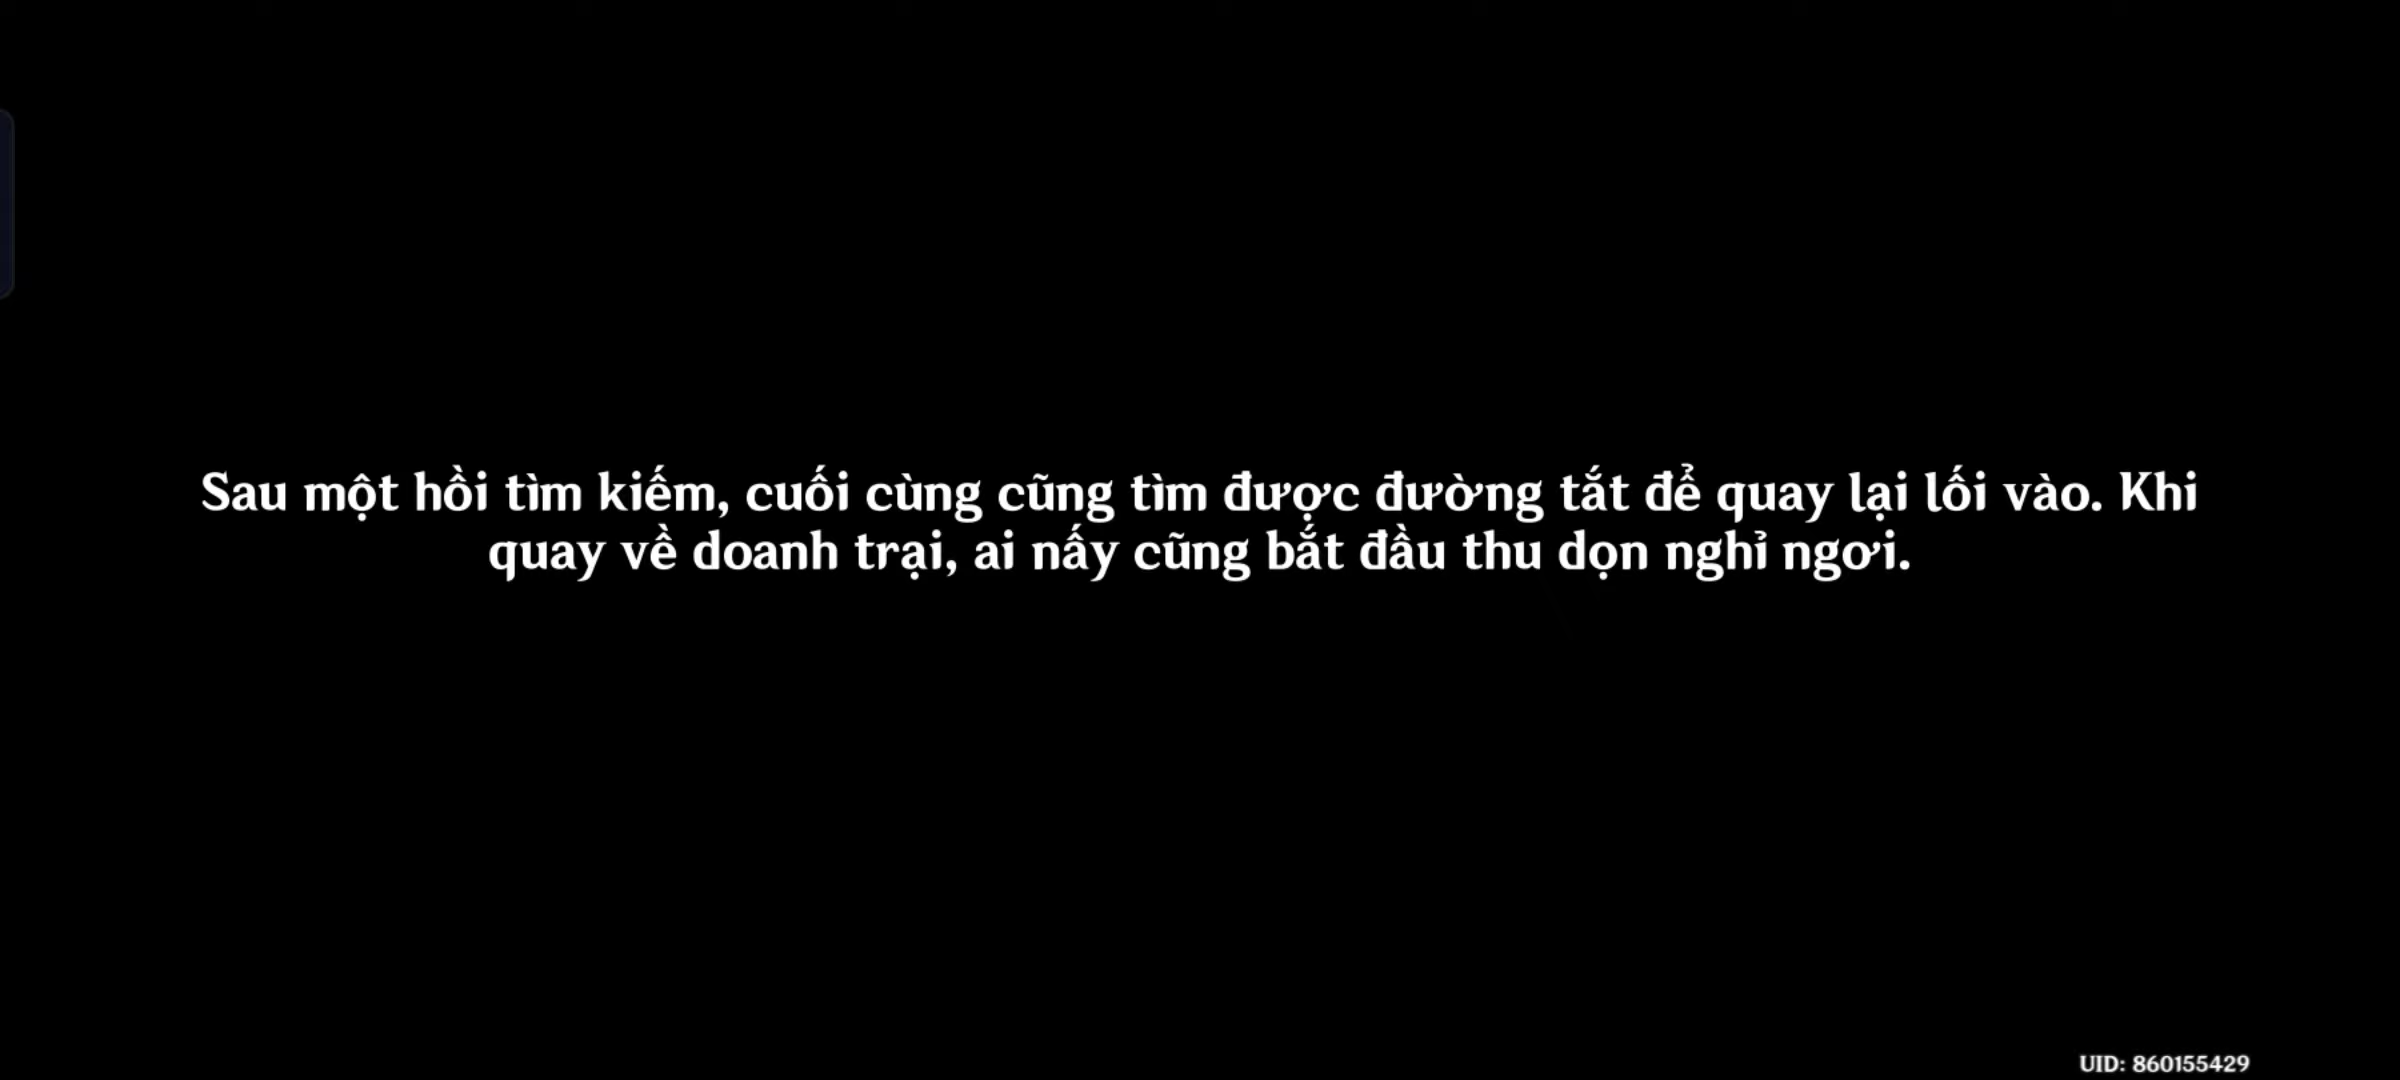 Sau một hồi tìm kiếm, cuối cùng cũng tìm được đường tắt để quay lại lối vào. Khi
quay về doanh trại, ai nấy cũng bắt đầu thu dọn nghỉ ngơi.
UID: 860155429